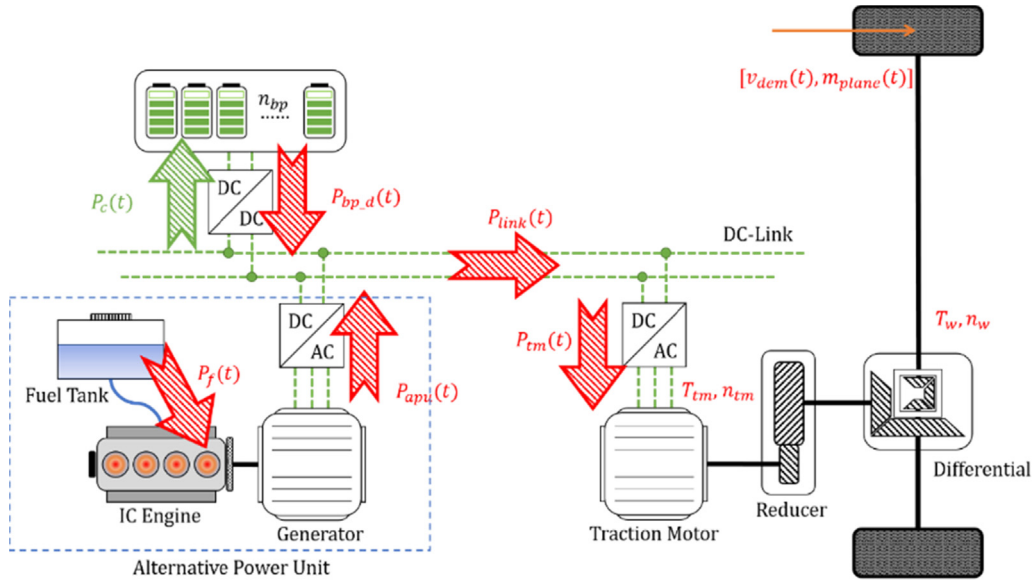 [v_dem(t), m_plane(t)]
n_bp
......
P_c(t)
DC
DC
P_bp_d(t)
P_link(t)
DC-Link
DC
AC
P_f(t)
Fuel Tank
P_apu(t)
P_tm(t)
DC
AC
T_tm, n_tm
T_w, n_w
IC Engine
Generator
Traction Motor
Reducer
Differential
Alternative Power Unit